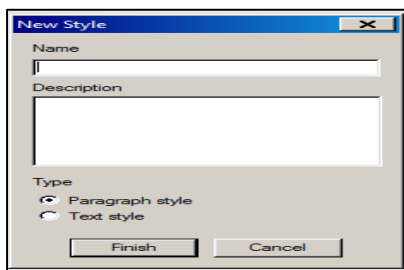 New Style
Name
Description
Type
Paragraph style
Text style
Finish Cancel